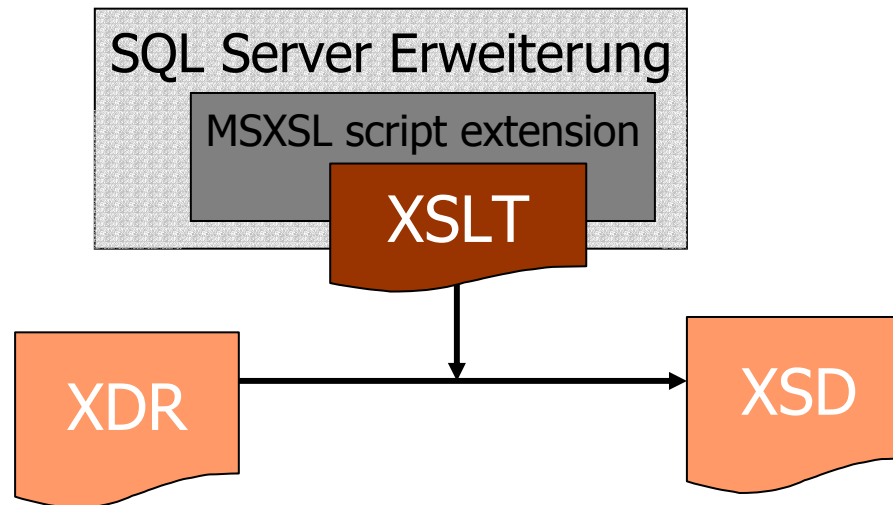 SQL Server Erweiterung
MSXSL script extension
XSLT
XDR
XSD